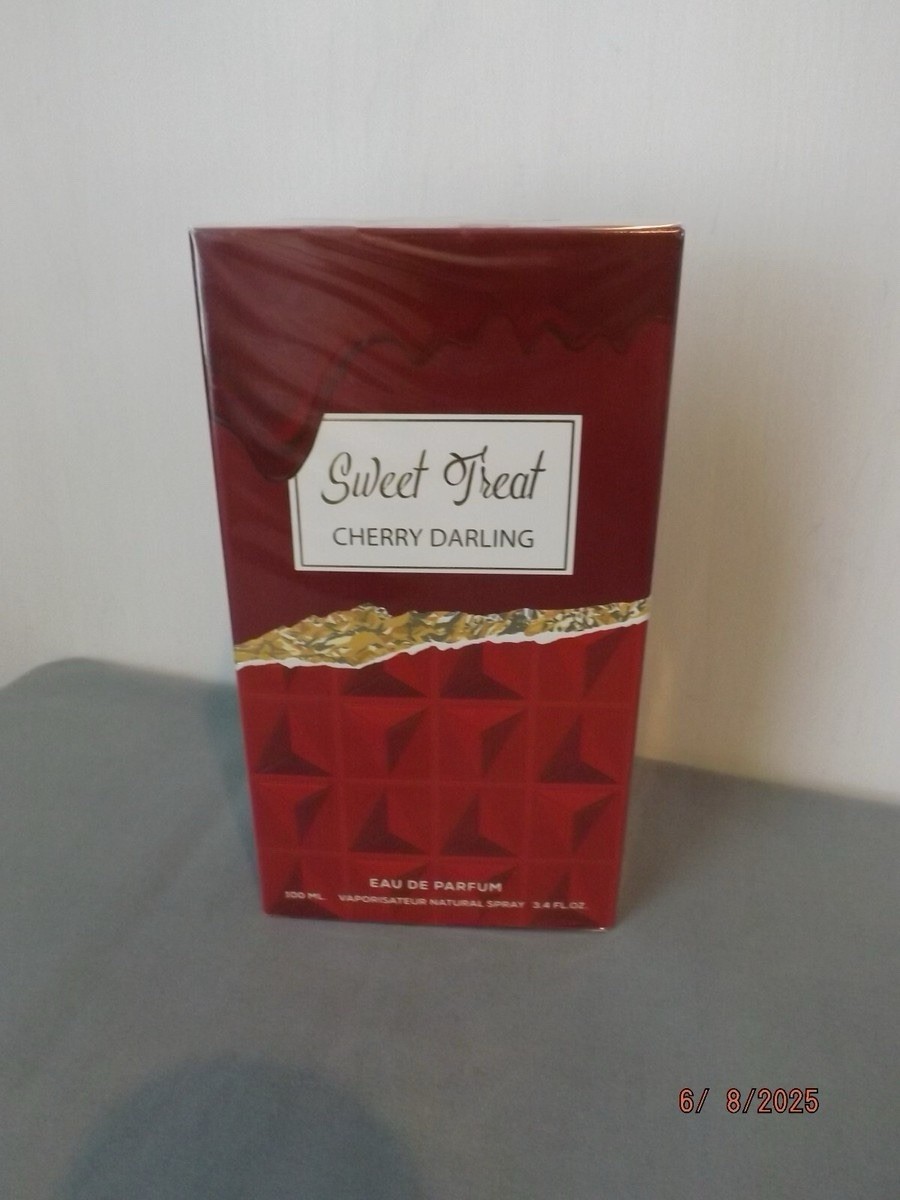 Sweet Treat
CHERRY DARLING
EAU DE PARFUM
100 ML. VAPORISATEUR NATURAL SPRAY 3.4 FL.OZ.
6/ 8/2025